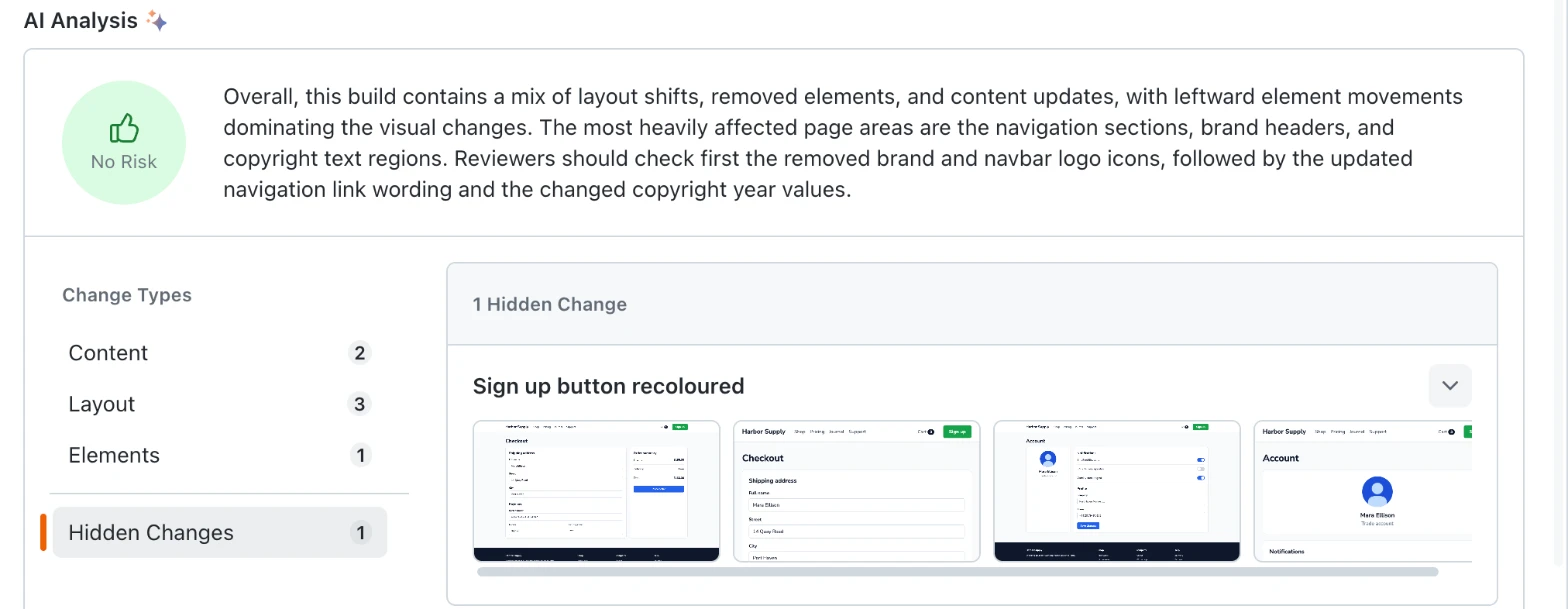 AI Analysis
No Risk
Overall, this build contains a mix of layout shifts, removed elements, and content updates, with leftward element movements
dominating the visual changes. The most heavily affected page areas are the navigation sections, brand headers, and
copyright text regions. Reviewers should check first the removed brand and navbar logo icons, followed by the updated
navigation link wording and the changed copyright year values.
Change Types
Content 2
Layout 3
Elements 1
Hidden Changes 1
1 Hidden Change
Sign up button recoloured
Checkout
Harbor Supply Shop Pricing Journal Support Cart Sign up
Checkout
Shipping address
Full name
Mara Ellison
Street
14 Quay Road
City
Port Haven
Account
Harbor Supply Shop Pricing Journal Support Cart
Account
Mara Ellison
Trade account
Notifications